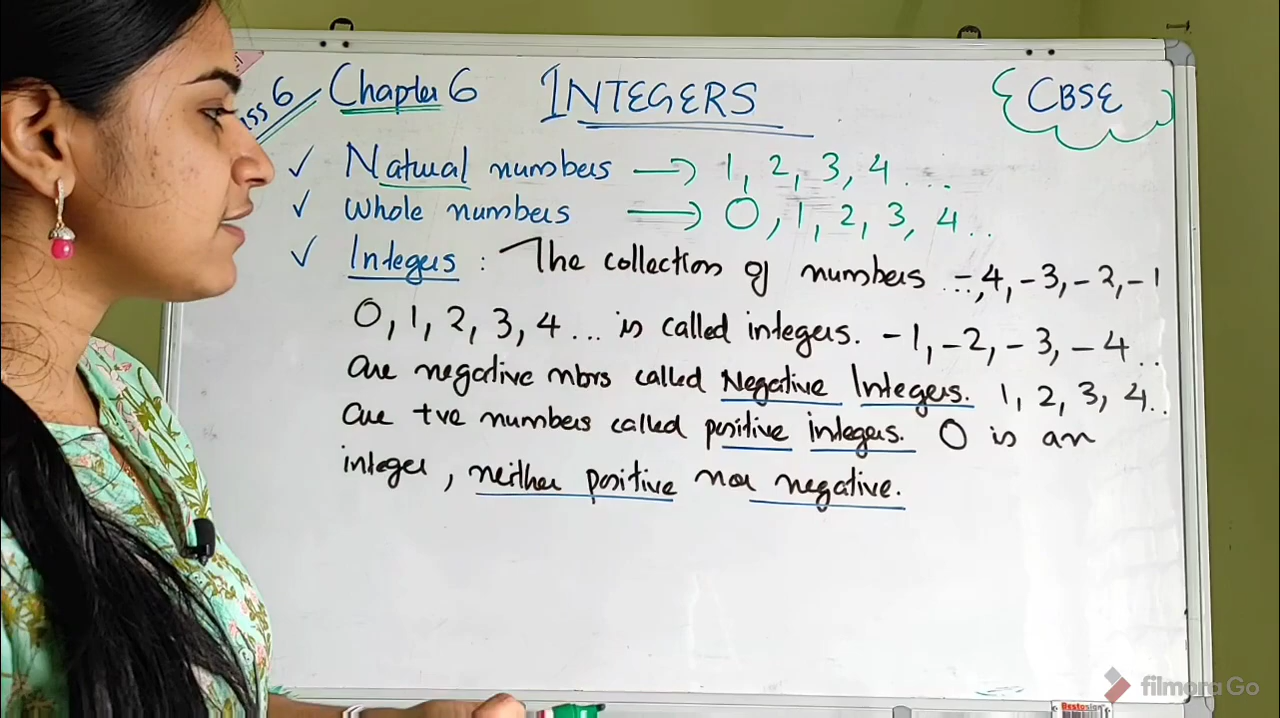 6 Chapter 6 INTEGERS CBSE
✓ Natural numbers → 1, 2, 3, 4 ...
✓ Whole numbers → 0, 1, 2, 3, 4 ..
✓ Integers : The collection of numbers ... -4, -3, -2, -1
0, 1, 2, 3, 4 ... is called integers. -1, -2, -3, -4 ..
are negative nbrs called Negative Integers. 1, 2, 3, 4..
are +ve numbers called positive integers. 0 is an
integer, neither positive nor negative.
filmora Go